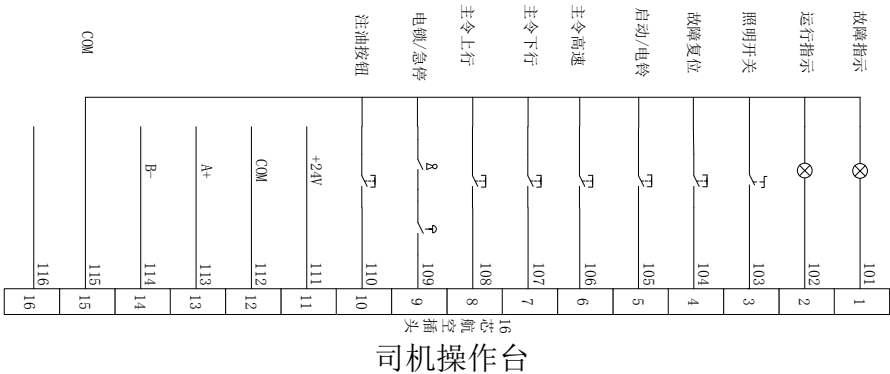 故障指示
运行指示
照明开关
故障复位
启动/电铃
主令高速
主令下行
主令上行
电锁/急停
注油按钮
COM
+24V
COM
A+
B-
101
102
103
104
105
106
107
108
109
110
111
112
113
114
115
116
1
2
3
4
5
6
7
8
9
10
11
12
13
14
15
16
16芯航空插头
司机操作台